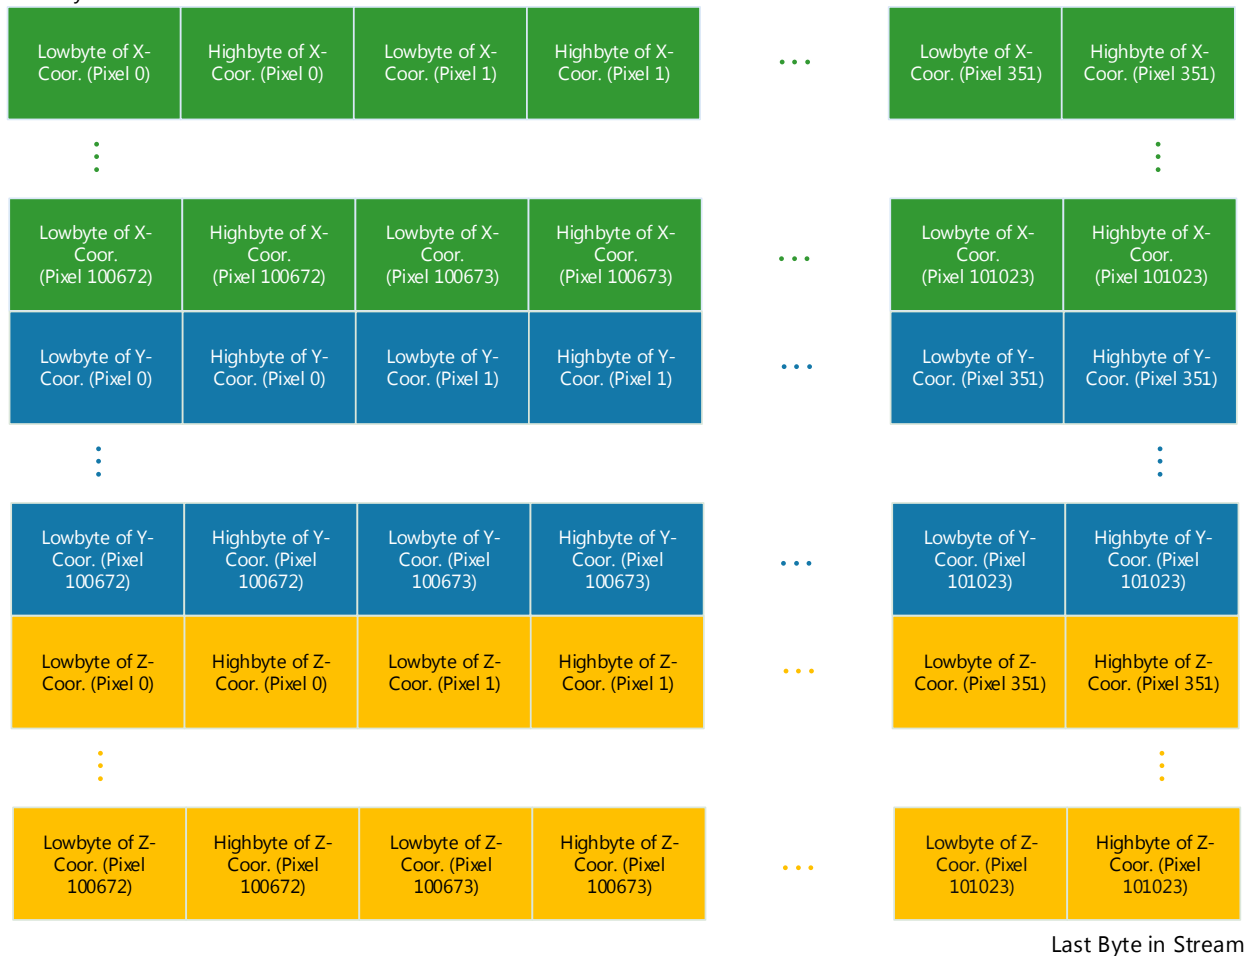 Lowbyte of X- Highbyte of X- Lowbyte of X- Highbyte of X- ... Lowbyte of X- Highbyte of X-
Coor. (Pixel 0) Coor. (Pixel 0) Coor. (Pixel 1) Coor. (Pixel 1) Coor. (Pixel 351) Coor. (Pixel 351)
Lowbyte of X- Highbyte of X- Lowbyte of X- Highbyte of X- ... Lowbyte of X- Highbyte of X-
Coor. Coor. Coor. Coor. Coor. Coor.
(Pixel 100672) (Pixel 100672) (Pixel 100673) (Pixel 100673) (Pixel 101023) (Pixel 101023)
Lowbyte of Y- Highbyte of Y- Lowbyte of Y- Highbyte of Y- ... Lowbyte of Y- Highbyte of Y-
Coor. (Pixel 0) Coor. (Pixel 0) Coor. (Pixel 1) Coor. (Pixel 1) Coor. (Pixel 351) Coor. (Pixel 351)
Lowbyte of Y- Highbyte of Y- Lowbyte of Y- Highbyte of Y- ... Lowbyte of Y- Highbyte of Y-
Coor. (Pixel Coor. (Pixel Coor. (Pixel Coor. (Pixel Coor. (Pixel Coor. (Pixel
100672) 100672) 100673) 100673) 101023) 101023)
Lowbyte of Z- Highbyte of Z- Lowbyte of Z- Highbyte of Z- ... Lowbyte of Z- Highbyte of Z-
Coor. (Pixel 0) Coor. (Pixel 0) Coor. (Pixel 1) Coor. (Pixel 1) Coor. (Pixel 351) Coor. (Pixel 351)
Lowbyte of Z- Highbyte of Z- Lowbyte of Z- Highbyte of Z- ... Lowbyte of Z- Highbyte of Z-
Coor. (Pixel Coor. (Pixel Coor. (Pixel Coor. (Pixel Coor. (Pixel Coor. (Pixel
100672) 100672) 100673) 100673) 101023) 101023)
Last Byte in Stream